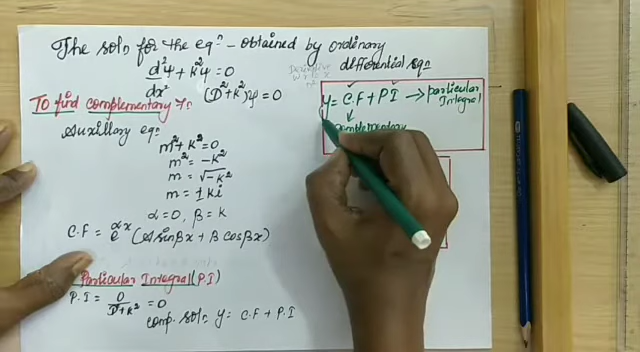 The soln for the eqn - obtained by ordinary
differential eqn
d²ψ/dx² + k²ψ = 0
(D² + k²)ψ = 0
To find complementary fn:
Auxillary eqn
m² + k² = 0
m² = -k²
m = √-k²
m = ± ki
α = 0, β = k
C.F = e^αx (A sinβx + B cosβx)
Particular Integral (P.I)
P.I = 0/D²+k² = 0
comp. soln y = C.F + P.I
y = C.F + P I → particular
Integral
↓
complementary